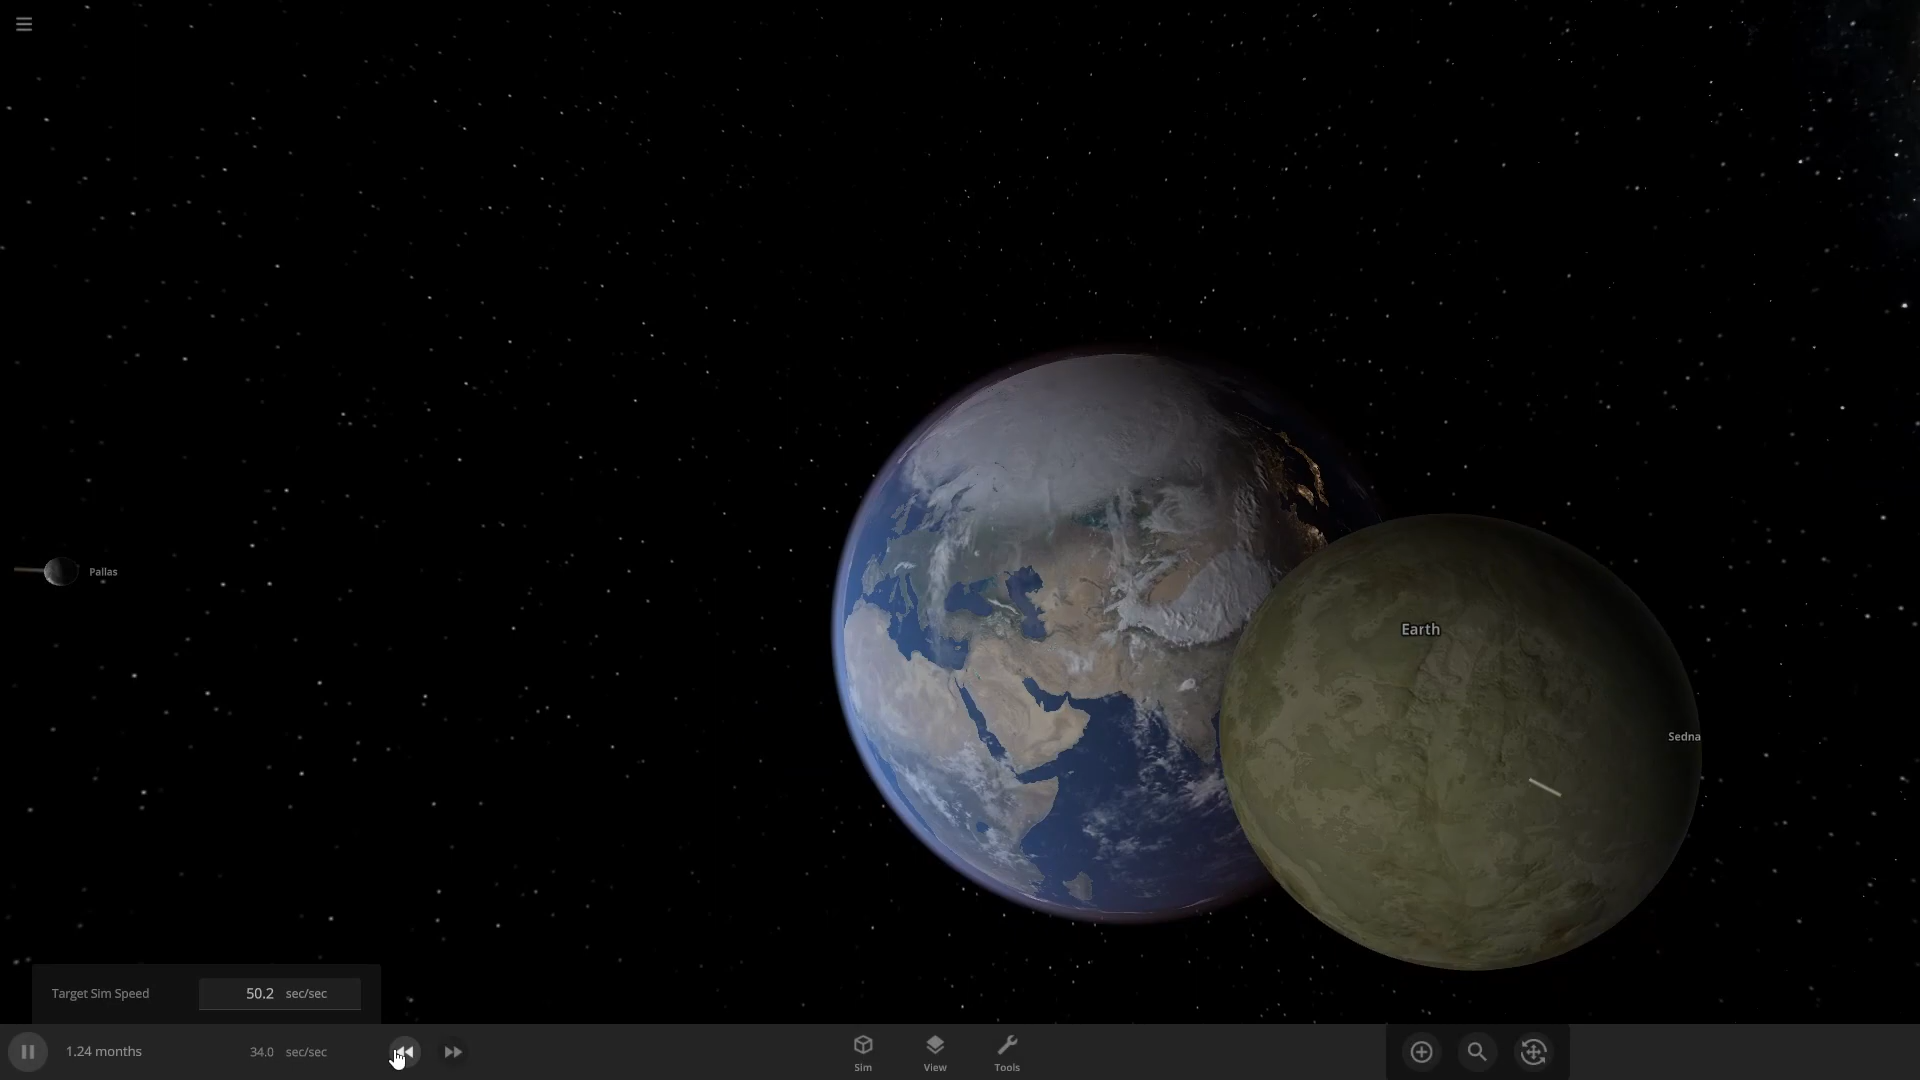 Pallas
Earth
Sedna
Target Sim Speed 50.2 sec/sec
1.24 months 34.0 sec/sec
Sim View Tools